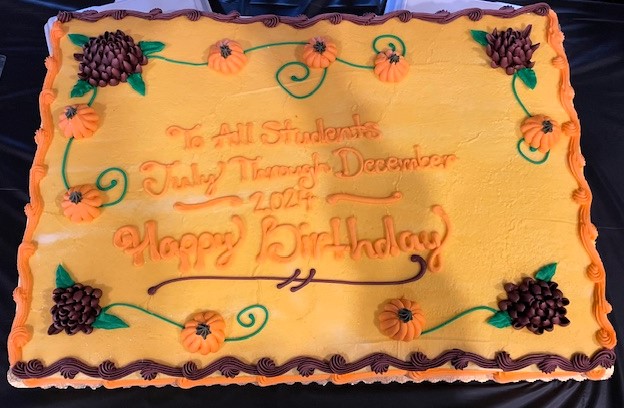 To All Students
July Through December
2024
Happy Birthday